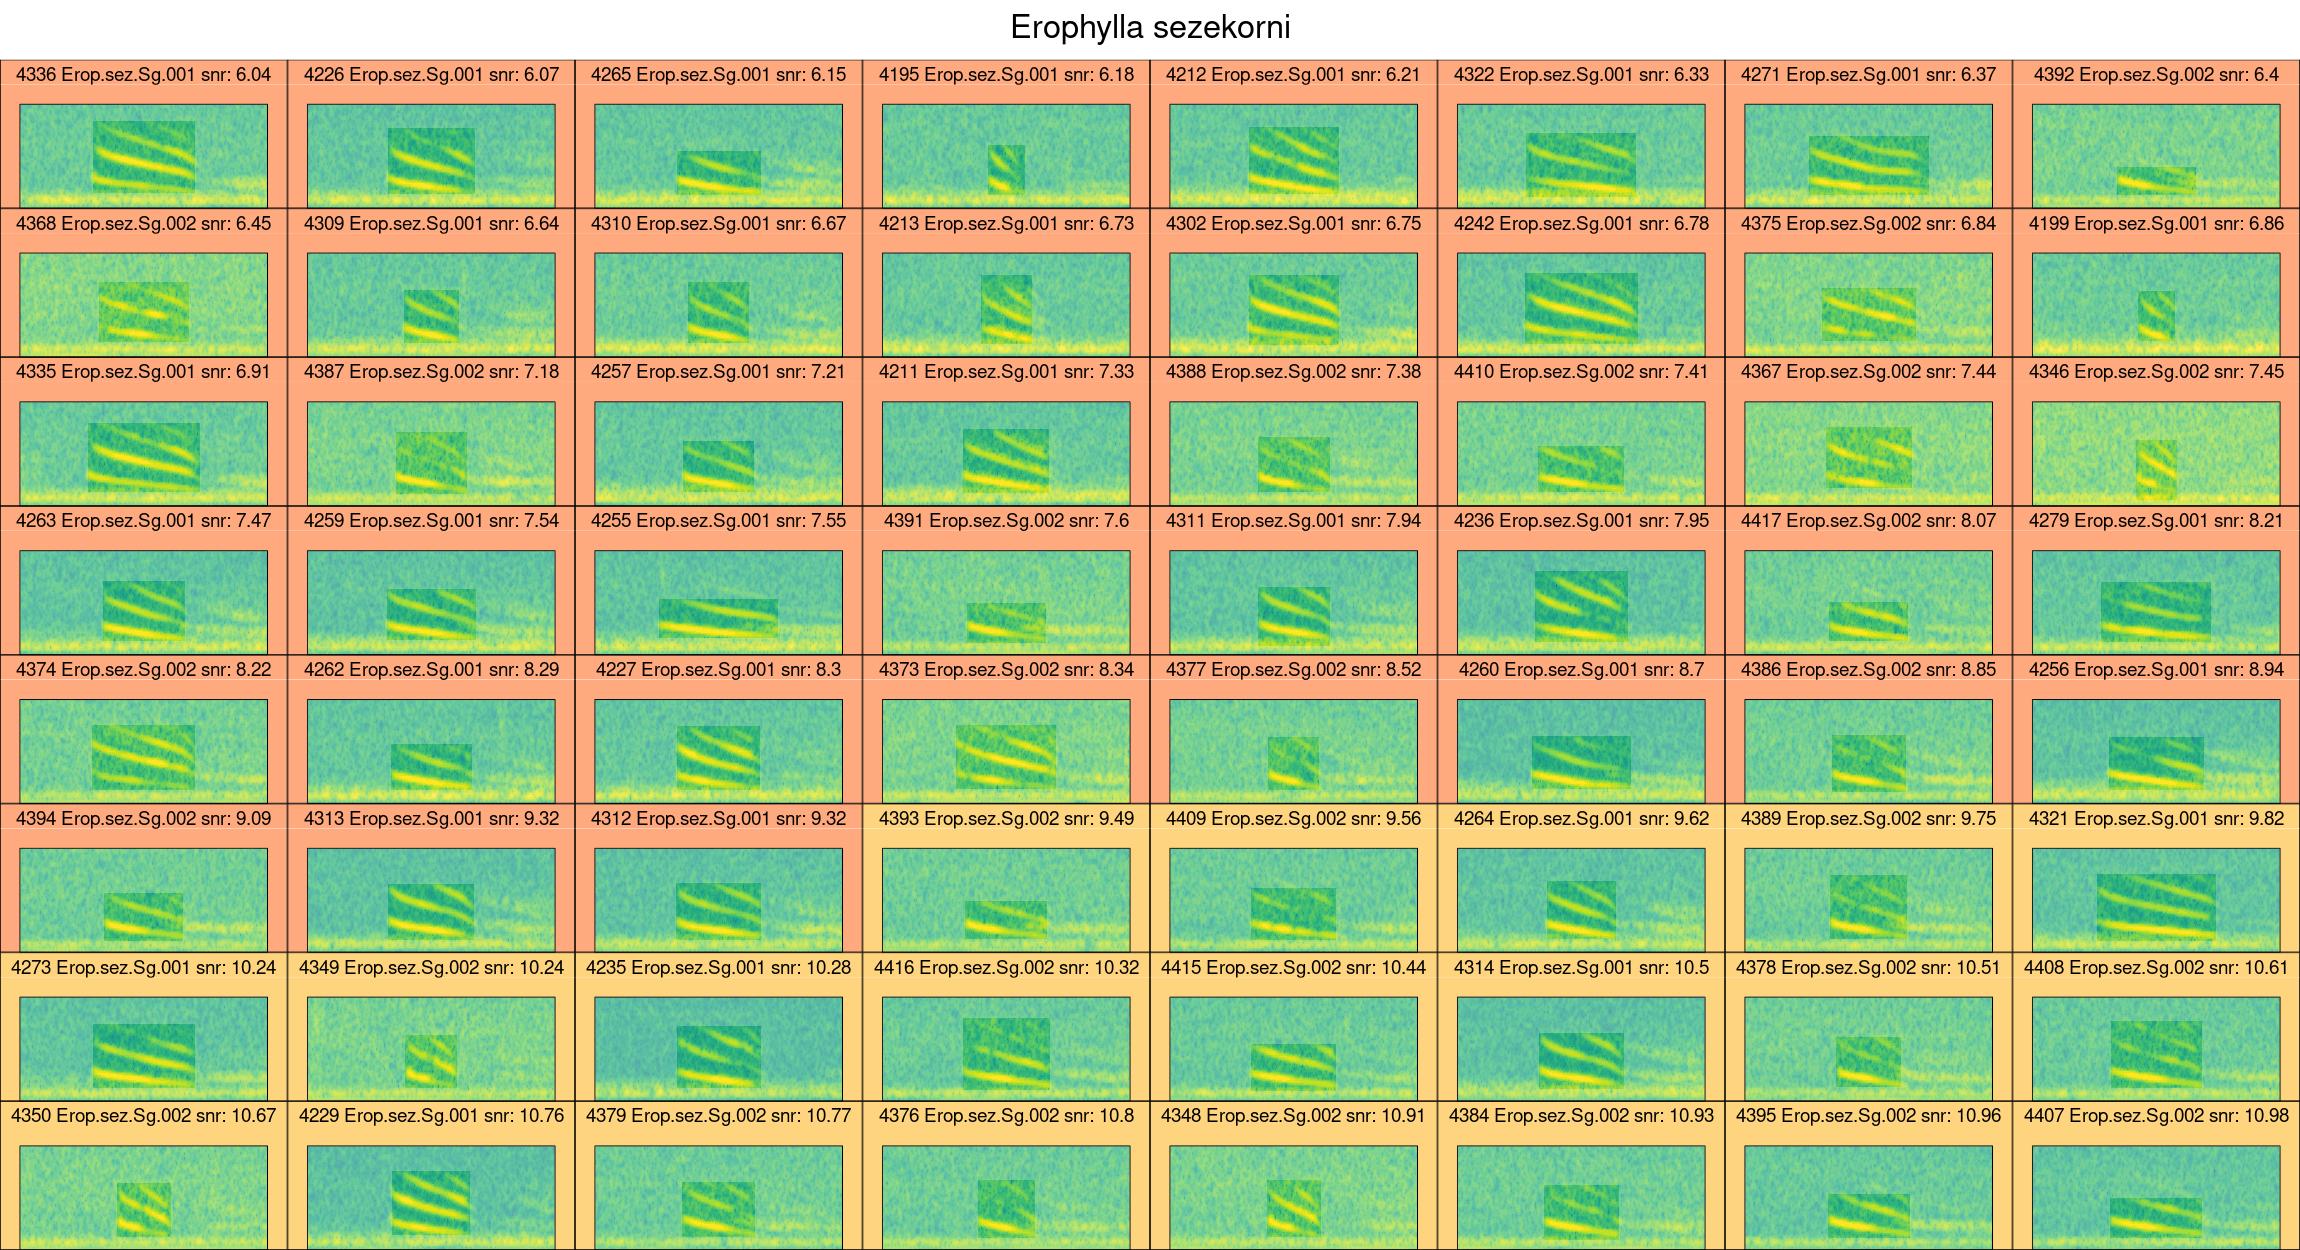 Erophylla sezekorni
4336 Erop.sez.Sg.001 snr: 6.04 4226 Erop.sez.Sg.001 snr: 6.07 4265 Erop.sez.Sg.001 snr: 6.15 4195 Erop.sez.Sg.001 snr: 6.18 4212 Erop.sez.Sg.001 snr: 6.21 4322 Erop.sez.Sg.001 snr: 6.33 4271 Erop.sez.Sg.001 snr: 6.37 4392 Erop.sez.Sg.002 snr: 6.4
4368 Erop.sez.Sg.002 snr: 6.45 4309 Erop.sez.Sg.001 snr: 6.64 4310 Erop.sez.Sg.001 snr: 6.67 4213 Erop.sez.Sg.001 snr: 6.73 4302 Erop.sez.Sg.001 snr: 6.75 4242 Erop.sez.Sg.001 snr: 6.78 4375 Erop.sez.Sg.002 snr: 6.84 4199 Erop.sez.Sg.001 snr: 6.86
4335 Erop.sez.Sg.001 snr: 6.91 4387 Erop.sez.Sg.002 snr: 7.18 4257 Erop.sez.Sg.001 snr: 7.21 4211 Erop.sez.Sg.001 snr: 7.33 4388 Erop.sez.Sg.002 snr: 7.38 4410 Erop.sez.Sg.002 snr: 7.41 4367 Erop.sez.Sg.002 snr: 7.44 4346 Erop.sez.Sg.002 snr: 7.45
4263 Erop.sez.Sg.001 snr: 7.47 4259 Erop.sez.Sg.001 snr: 7.54 4255 Erop.sez.Sg.001 snr: 7.55 4391 Erop.sez.Sg.002 snr: 7.6 4311 Erop.sez.Sg.001 snr: 7.94 4236 Erop.sez.Sg.001 snr: 7.95 4417 Erop.sez.Sg.002 snr: 8.07 4279 Erop.sez.Sg.001 snr: 8.21
4374 Erop.sez.Sg.002 snr: 8.22 4262 Erop.sez.Sg.001 snr: 8.29 4227 Erop.sez.Sg.001 snr: 8.3 4373 Erop.sez.Sg.002 snr: 8.34 4377 Erop.sez.Sg.002 snr: 8.52 4260 Erop.sez.Sg.001 snr: 8.7 4386 Erop.sez.Sg.002 snr: 8.85 4256 Erop.sez.Sg.001 snr: 8.94
4394 Erop.sez.Sg.002 snr: 9.09 4313 Erop.sez.Sg.001 snr: 9.32 4312 Erop.sez.Sg.001 snr: 9.32 4393 Erop.sez.Sg.002 snr: 9.49 4409 Erop.sez.Sg.002 snr: 9.56 4264 Erop.sez.Sg.001 snr: 9.62 4389 Erop.sez.Sg.002 snr: 9.75 4321 Erop.sez.Sg.001 snr: 9.82
4273 Erop.sez.Sg.001 snr: 10.24 4349 Erop.sez.Sg.002 snr: 10.24 4235 Erop.sez.Sg.001 snr: 10.28 4416 Erop.sez.Sg.002 snr: 10.32 4415 Erop.sez.Sg.002 snr: 10.44 4314 Erop.sez.Sg.001 snr: 10.5 4378 Erop.sez.Sg.002 snr: 10.51 4408 Erop.sez.Sg.002 snr: 10.61
4350 Erop.sez.Sg.002 snr: 10.67 4229 Erop.sez.Sg.001 snr: 10.76 4379 Erop.sez.Sg.002 snr: 10.77 4376 Erop.sez.Sg.002 snr: 10.8 4348 Erop.sez.Sg.002 snr: 10.91 4384 Erop.sez.Sg.002 snr: 10.93 4395 Erop.sez.Sg.002 snr: 10.96 4407 Erop.sez.Sg.002 snr: 10.98